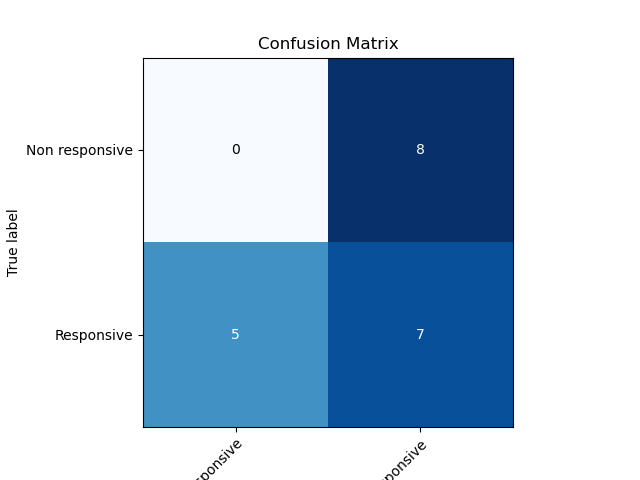 Confusion Matrix
Non responsive
0
8
True label
Responsive
5
7